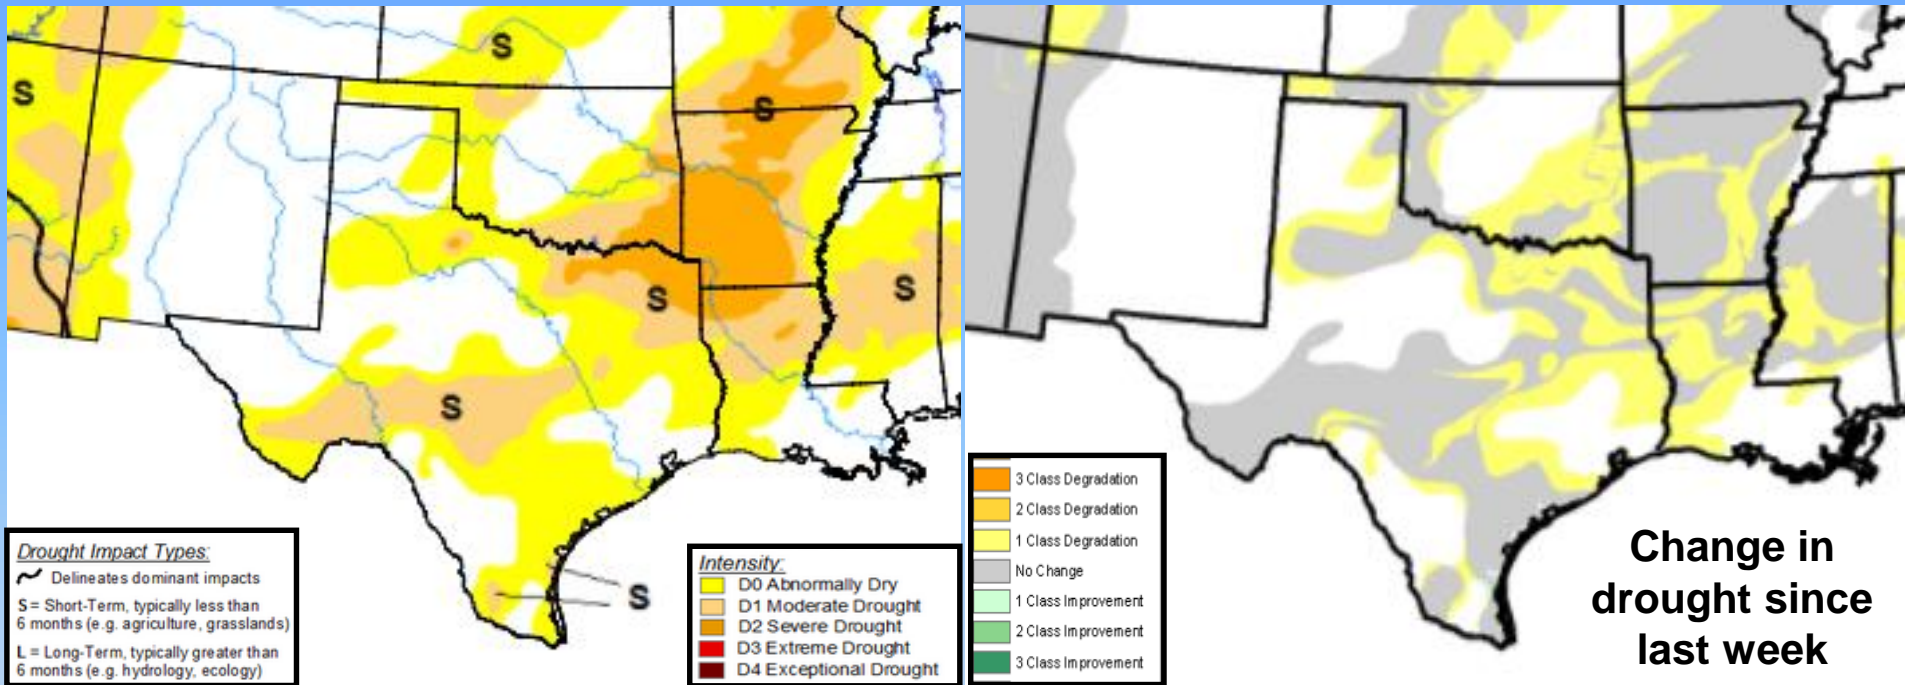 S
S
S
S
S
S
S
Drought Impact Types:
Delineates dominant impacts
S = Short-Term, typically less than
6 months (e.g. agriculture, grasslands)
L = Long-Term, typically greater than
6 months (e.g. hydrology, ecology)
Intensity:
D0 Abnormally Dry
D1 Moderate Drought
D2 Severe Drought
D3 Extreme Drought
D4 Exceptional Drought
3 Class Degradation
2 Class Degradation
1 Class Degradation
No Change
1 Class Improvement
2 Class Improvement
3 Class Improvement
Change in
drought since
last week